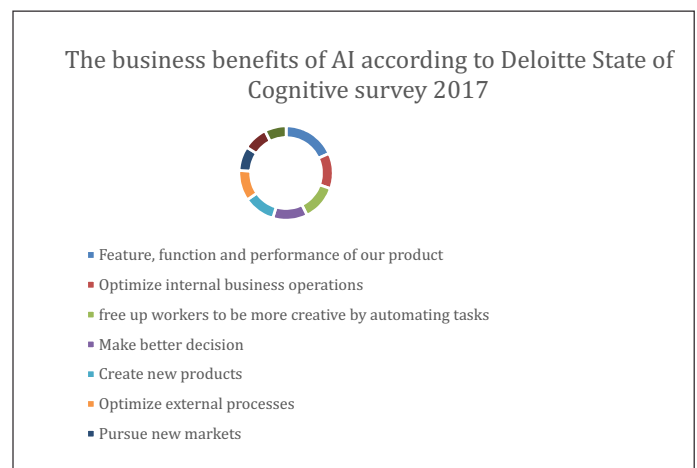 The business benefits of AI according to Deloitte State of
Cognitive survey 2017
Feature, function and performance of our product
Optimize internal business operations
free up workers to be more creative by automating tasks
Make better decision
Create new products
Optimize external processes
Pursue new markets